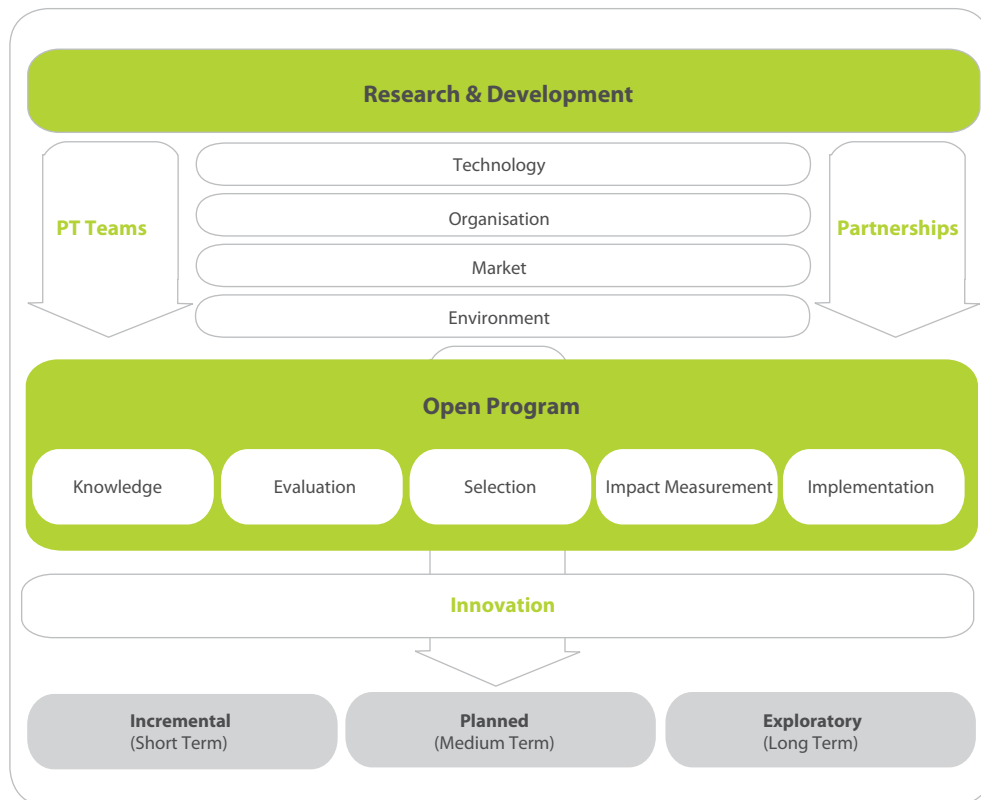 Research & Development
Technology
PT Teams
Organisation
Partnerships
Market
Environment
Open Program
Knowledge
Evaluation
Selection
Impact Measurement
Implementation
Innovation
Incremental
(Short Term)
Planned
(Medium Term)
Exploratory
(Long Term)